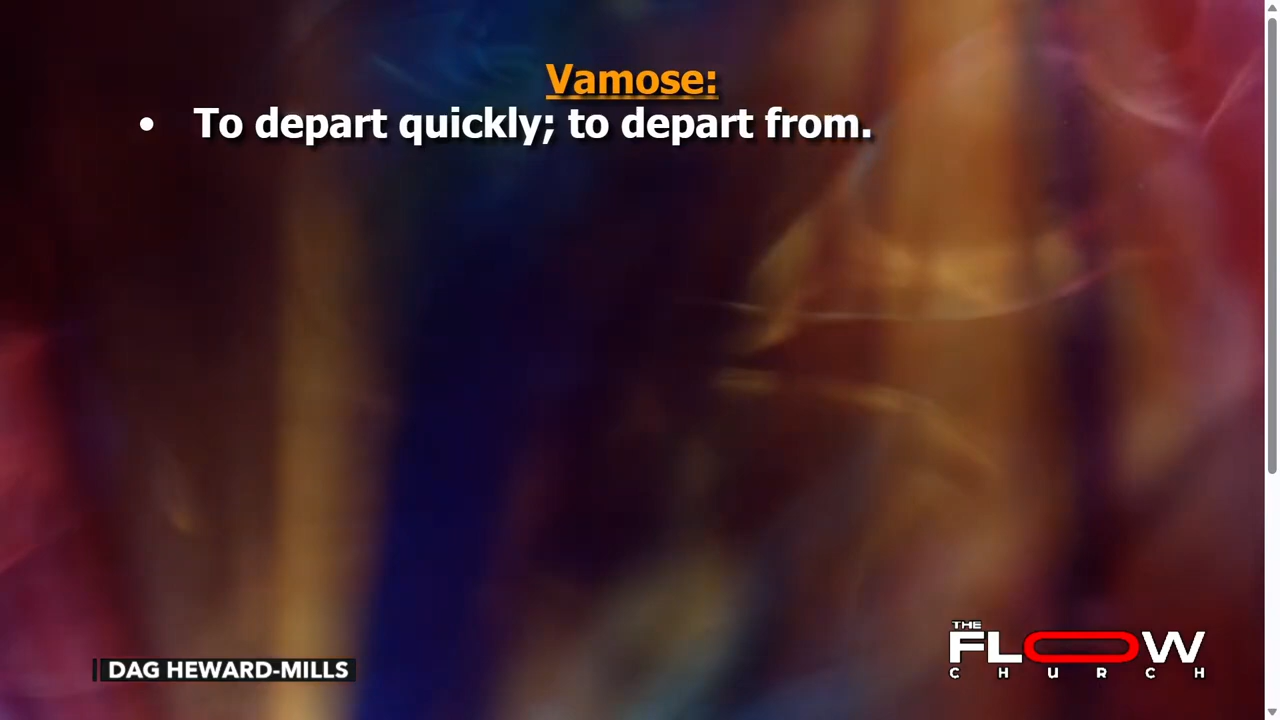 Vamose:
• To depart quickly; to depart from.
DAG HEWARD-MILLS
THE
FLOW
CHURCH